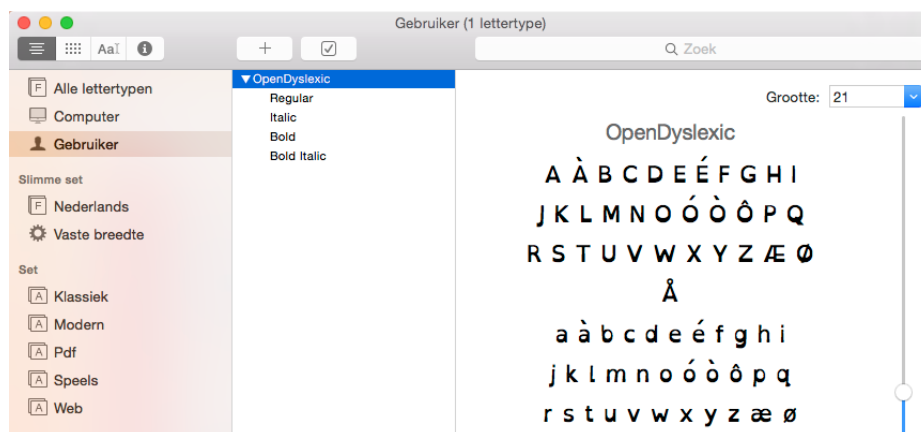 Gebruiker (1 lettertype)
AaI
Zoek
Alle lettertypen
Computer
Gebruiker
Slimme set
Nederlands
Vaste breedte
Set
Klassiek
Modern
Pdf
Speels
Web
OpenDyslexic
Regular
Italic
Bold
Bold Italic
Grootte: 21
OpenDyslexic
A À B C D E É F G H I
J K L M N O Ó Ò Ô P Q
R S T U V W X Y Z Æ Ø
Å
a à b c d e é f g h i
j k l m n o ó ò ô p q
r s t u v w x y z æ ø